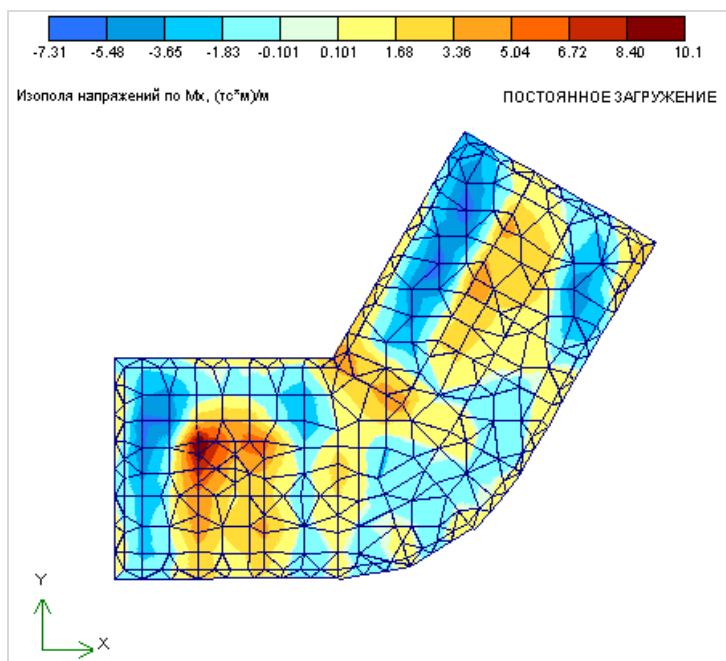 -7.31 -5.48 -3.65 -1.83 -0.101 0.101 1.68 3.36 5.04 6.72 8.40 10.1
Изополя напряжений по Mx, (тс*м)/м ПОСТОЯННОЕ ЗАГРУЖЕНИЕ
Y
X